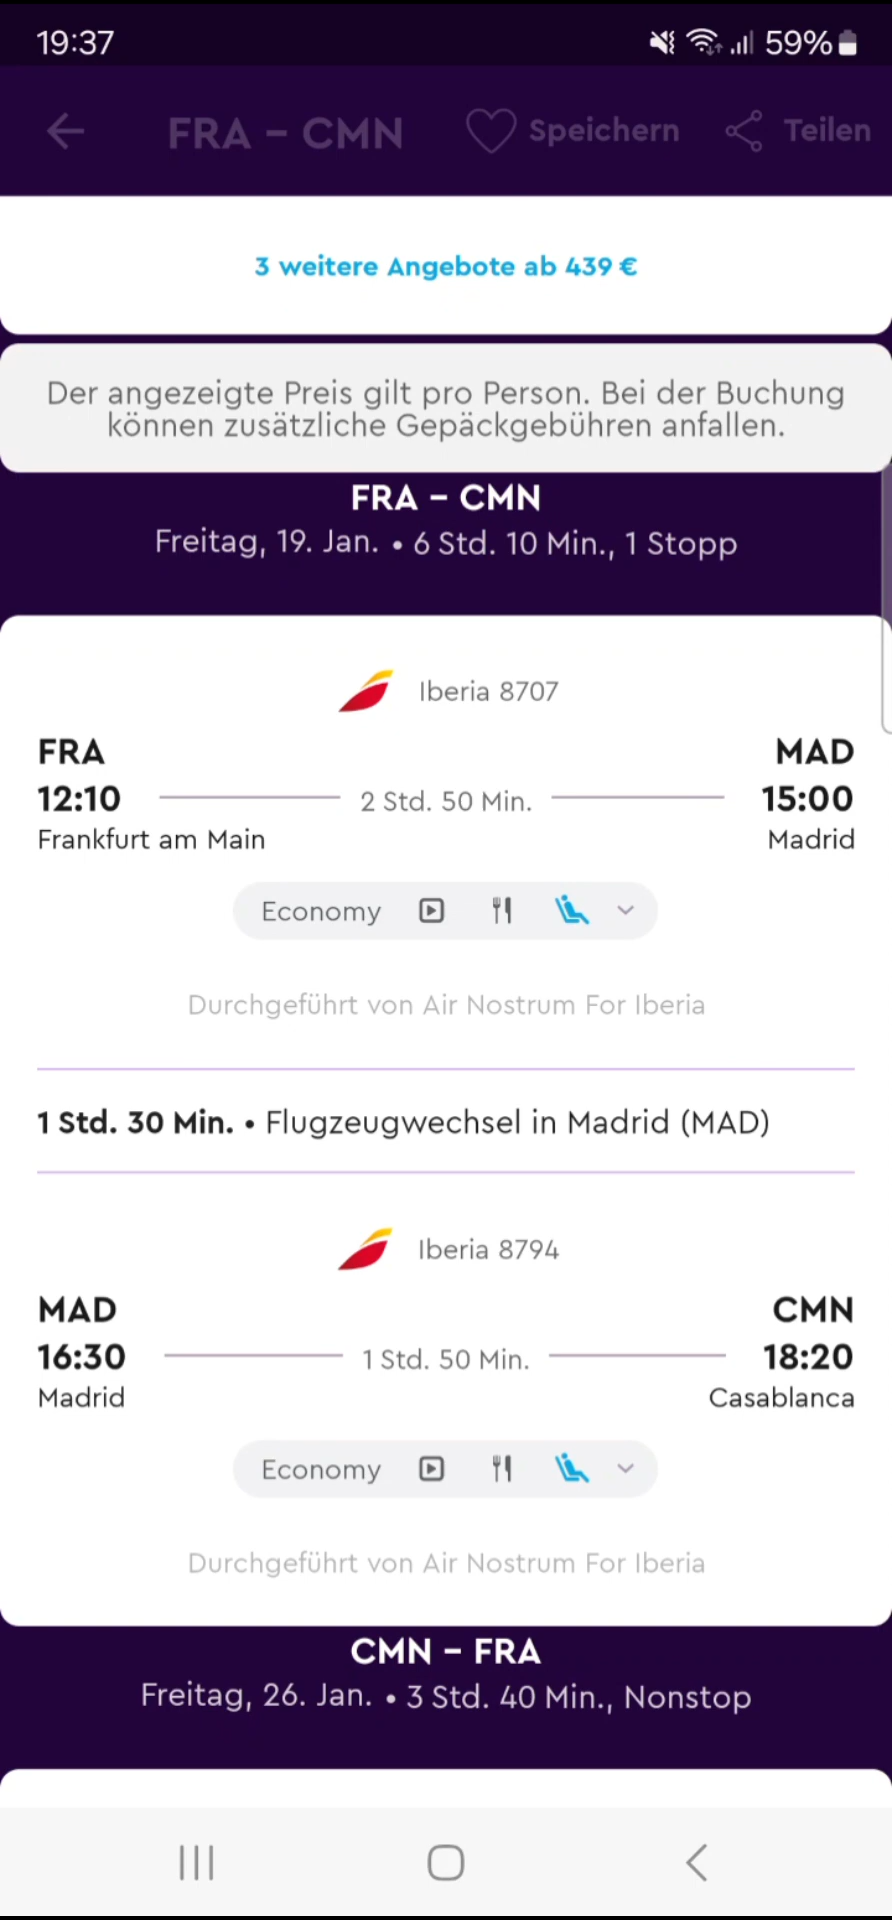 19:37
59%
FRA – CMN
Speichern
Teilen
3 weitere Angebote ab 439 €
Der angezeigte Preis gilt pro Person. Bei der Buchung
können zusätzliche Gepäckgebühren anfallen.
FRA – CMN
Freitag, 19. Jan. • 6 Std. 10 Min., 1 Stopp
Iberia 8707
FRA
MAD
12:10
2 Std. 50 Min.
15:00
Frankfurt am Main
Madrid
Economy
Durchgeführt von Air Nostrum For Iberia
1 Std. 30 Min. • Flugzeugwechsel in Madrid (MAD)
Iberia 8794
MAD
CMN
16:30
1 Std. 50 Min.
18:20
Madrid
Casablanca
Economy
Durchgeführt von Air Nostrum For Iberia
CMN – FRA
Freitag, 26. Jan. • 3 Std. 40 Min., Nonstop